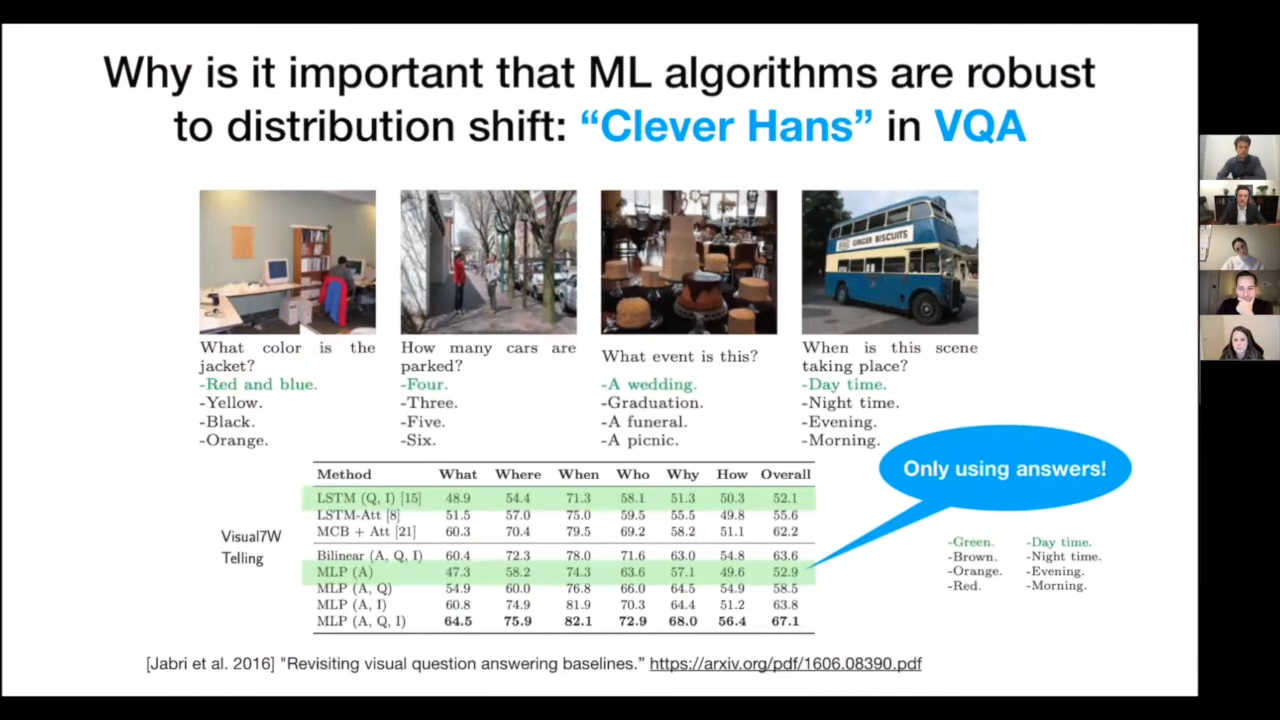 Why is it important that ML algorithms are robust
to distribution shift: “Clever Hans” in VQA
GINGER BISCUITS
What color is the
jacket?
-Red and blue.
-Yellow.
-Black.
-Orange.
How many cars are
parked?
-Four.
-Three.
-Five.
-Six.
What event is this?
-A wedding.
-Graduation.
-A funeral.
-A picnic.
When is this scene
taking place?
-Day time.
-Night time.
-Evening.
-Morning.
Only using answers!
Visual7W
Telling
Method What Where When Who Why How Overall
LSTM (Q, I) [15] 48.9 54.4 71.3 58.1 51.3 50.3 52.1
LSTM-Att [8] 51.5 57.0 75.0 59.5 55.5 49.8 55.6
MCB + Att [21] 60.3 70.4 79.5 69.2 58.2 51.1 62.2
Bilinear (A, Q, I) 60.4 72.3 78.0 71.6 63.0 54.8 63.6
MLP (A) 47.3 58.2 74.3 63.6 57.1 49.6 52.9
MLP (A, Q) 54.9 60.0 76.8 66.0 64.5 54.9 58.5
MLP (A, I) 60.8 74.9 81.9 70.3 64.4 51.2 63.8
MLP (A, Q, I) 64.5 75.9 82.1 72.9 68.0 56.4 67.1
-Green.
-Brown.
-Orange.
-Red.
-Day time.
-Night time.
-Evening.
-Morning.
[Jabri et al. 2016] "Revisiting visual question answering baselines.” https://arxiv.org/pdf/1606.08390.pdf